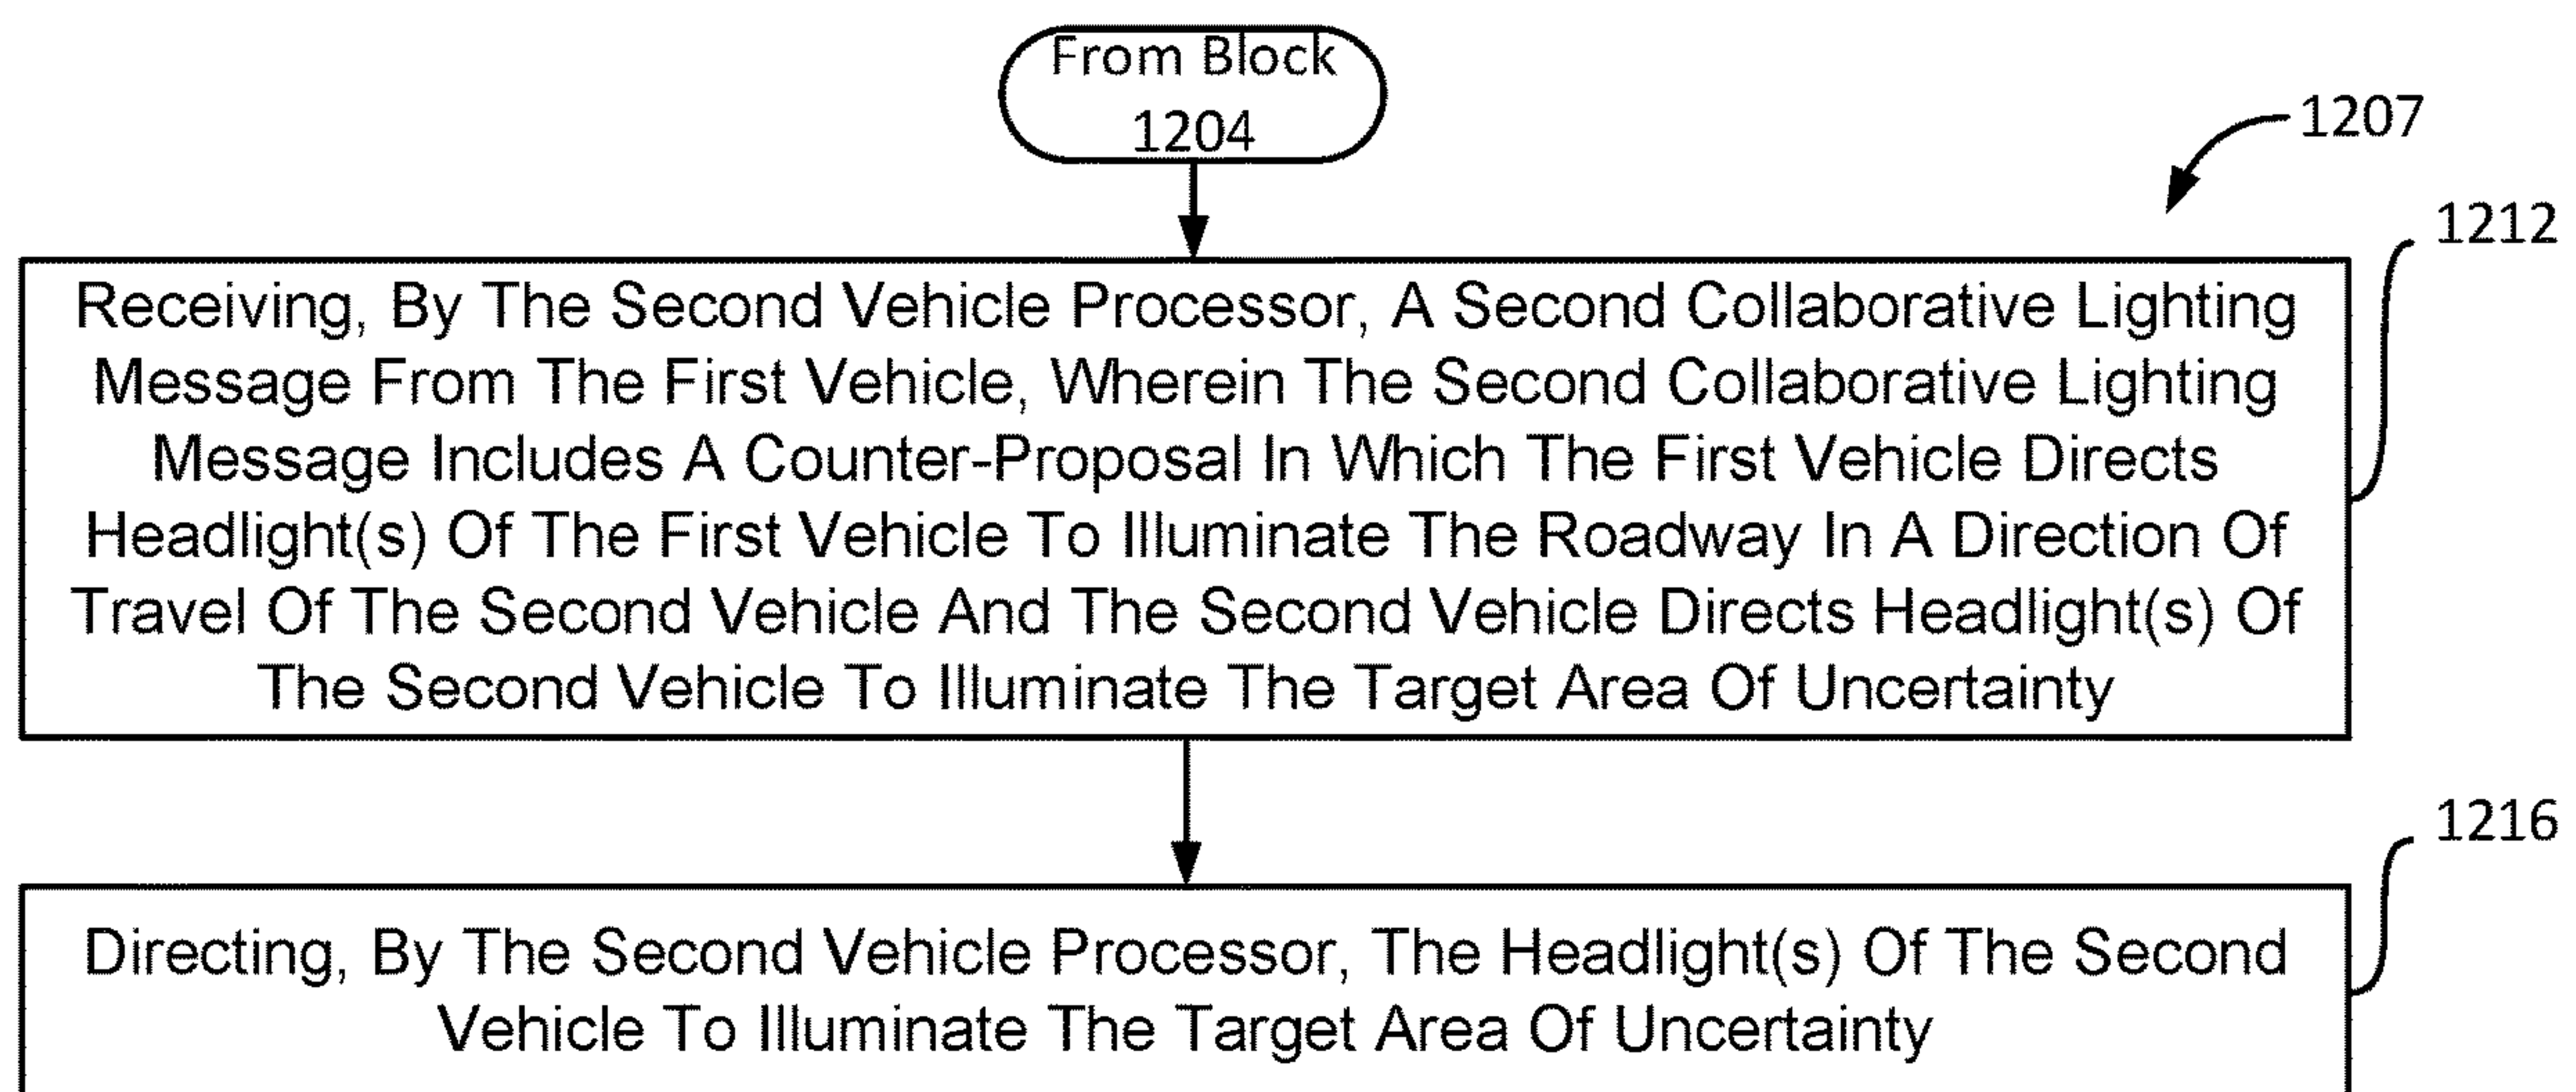 From Block
1204
1207
1212
Receiving, By The Second Vehicle Processor, A Second Collaborative Lighting
Message From The First Vehicle, Wherein The Second Collaborative Lighting
Message Includes A Counter-Proposal In Which The First Vehicle Directs
Headlight(s) Of The First Vehicle To Illuminate The Roadway In A Direction Of
Travel Of The Second Vehicle And The Second Vehicle Directs Headlight(s) Of
The Second Vehicle To Illuminate The Target Area Of Uncertainty
1216
Directing, By The Second Vehicle Processor, The Headlight(s) Of The Second
Vehicle To Illuminate The Target Area Of Uncertainty